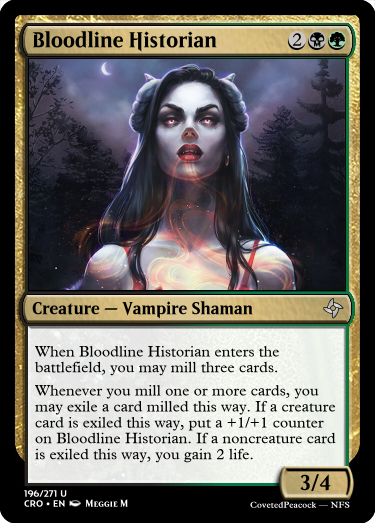 Bloodline Historian 2
Creature — Vampire Shaman
When Bloodline Historian enters the
battlefield, you may mill three cards.
Whenever you mill one or more cards, you
may exile a card milled this way. If a creature
card is exiled this way, put a +1/+1 counter
on Bloodline Historian. If a noncreature card
is exiled this way, you gain 2 life.
3/4
196/271 U
CRO • EN Meggie M
CovetedPeacock — NFS